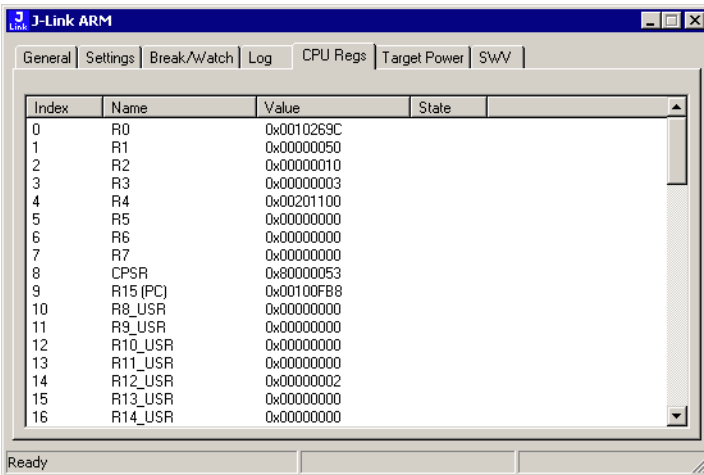 J Link J-Link ARM
General Settings Break/Watch Log CPU Regs Target Power SWV
Index Name Value State
0 R0 0x0010269C
1 R1 0x00000050
2 R2 0x00000010
3 R3 0x00000003
4 R4 0x00201100
5 R5 0x00000000
6 R6 0x00000000
7 R7 0x00000000
8 CPSR 0x80000053
9 R15 (PC) 0x00100FB8
10 R8_USR 0x00000000
11 R9_USR 0x00000000
12 R10_USR 0x00000000
13 R11_USR 0x00000000
14 R12_USR 0x00000002
15 R13_USR 0x00000000
16 R14_USR 0x00000000
Ready